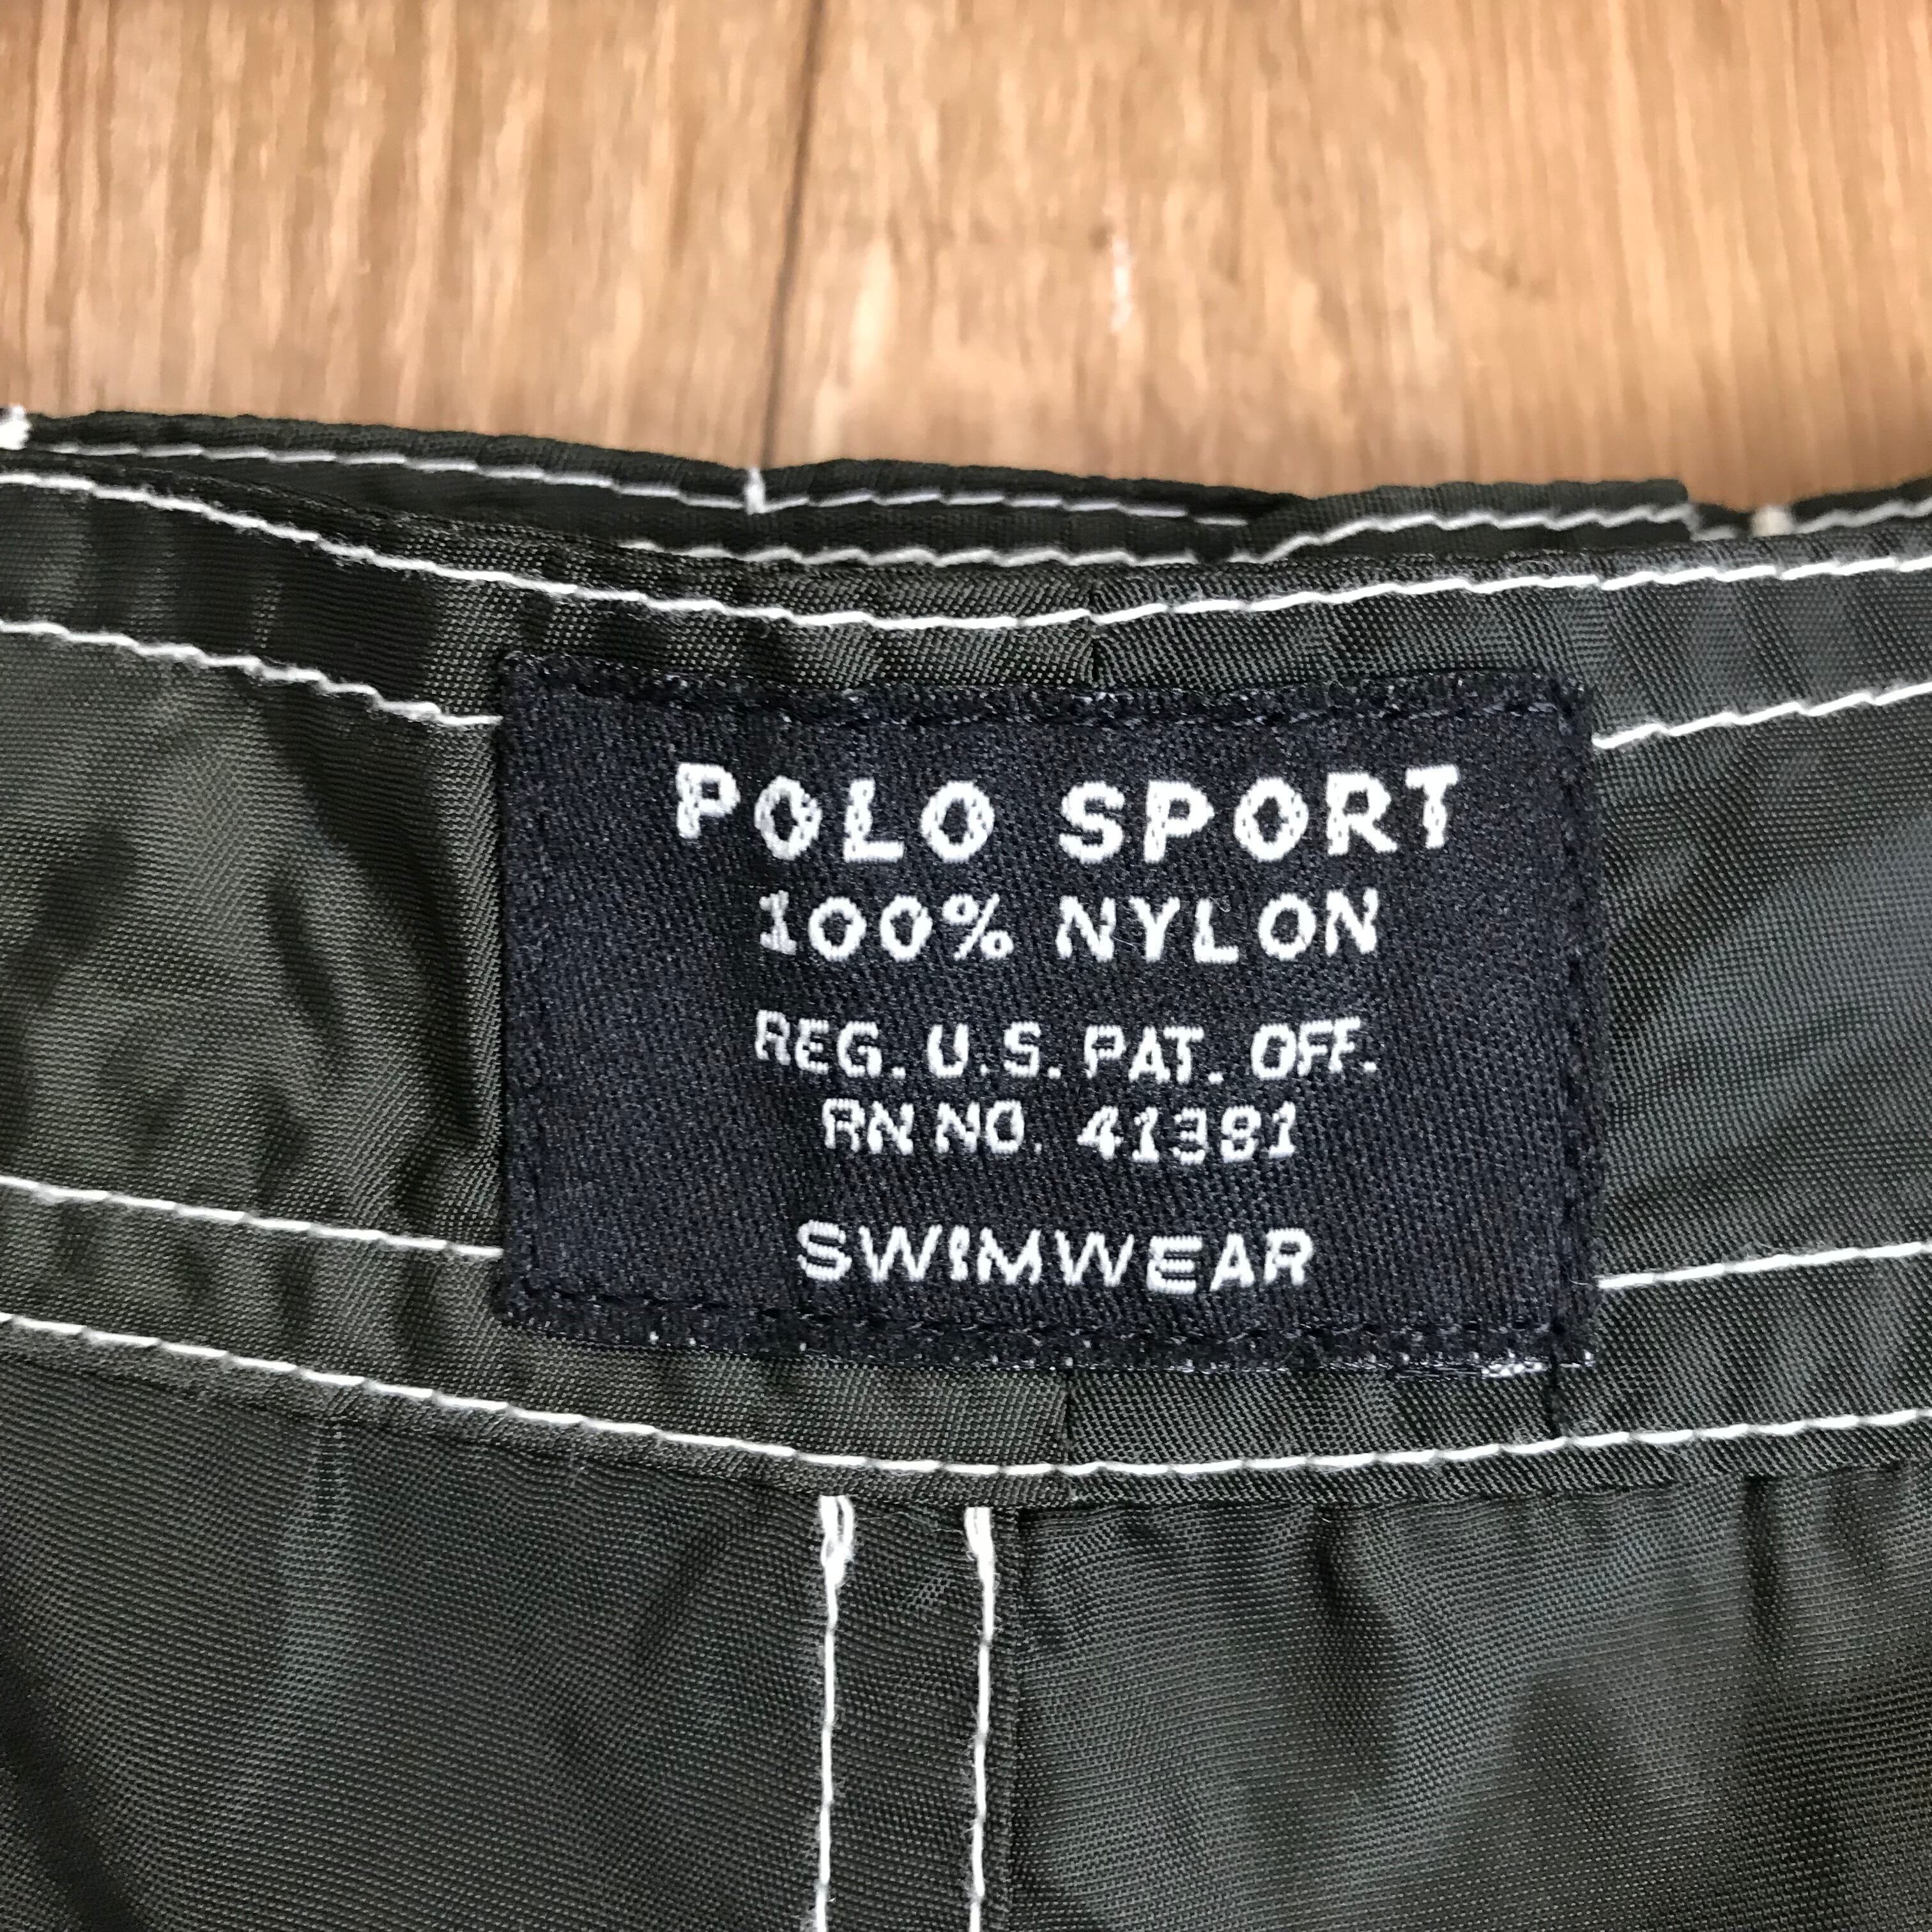 POLO SPORT
100% NYLON
REG. U.S. PAT. OFF.
RN NO. 41381
SWIMWEAR